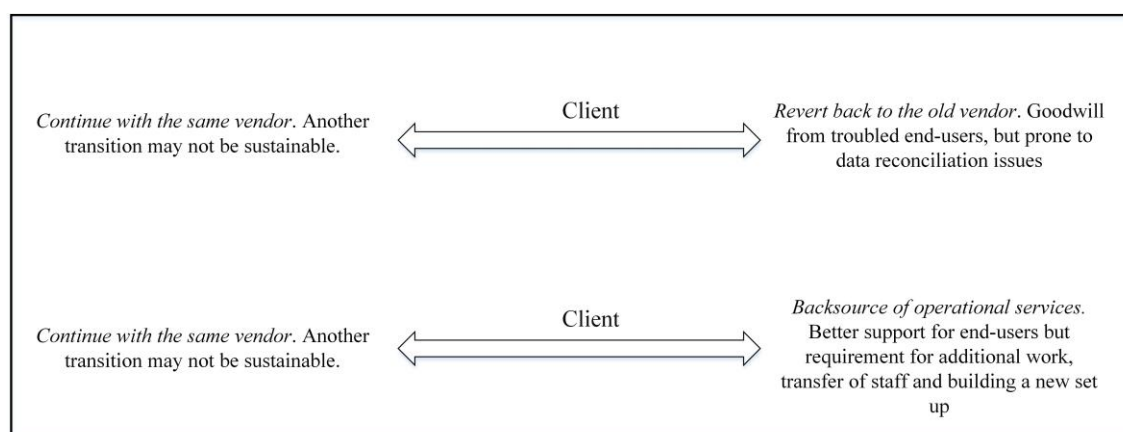 Client
Continue with the same vendor. Another
transition may not be sustainable.
Revert back to the old vendor. Goodwill
from troubled end-users, but prone to
data reconciliation issues
Client
Continue with the same vendor. Another
transition may not be sustainable.
Backsource of operational services.
Better support for end-users but
requirement for additional work,
transfer of staff and building a new set
up